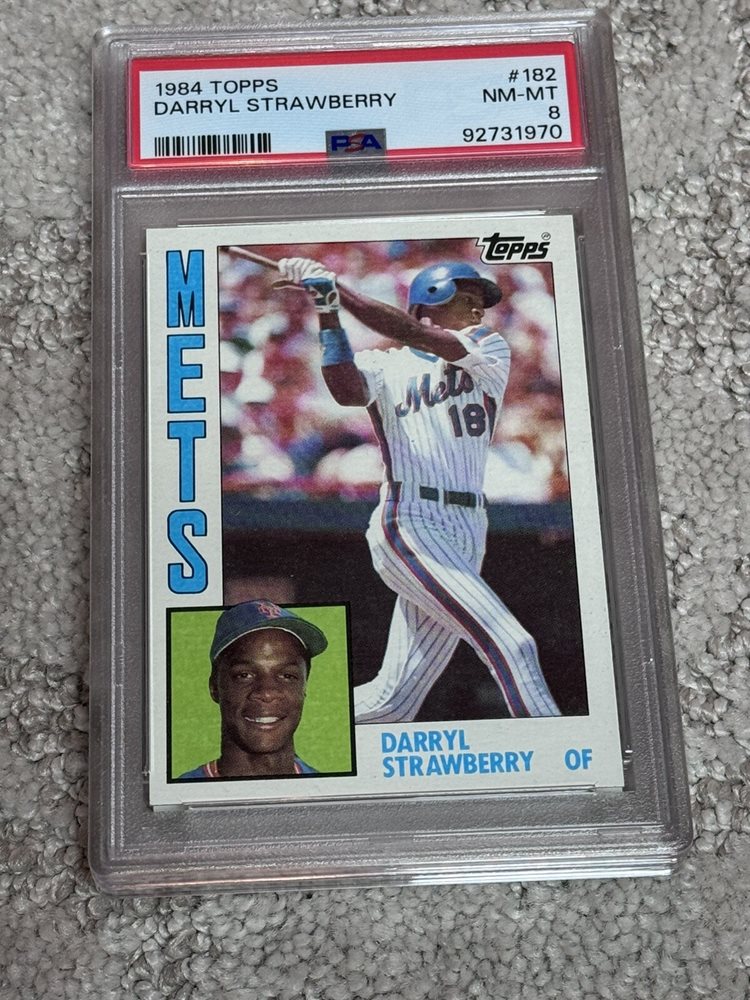 1984 TOPPS #182
DARRYL STRAWBERRY NM-MT
8
PSA 92731970
Topps
METS
Mets
18
DARRYL
STRAWBERRY OF